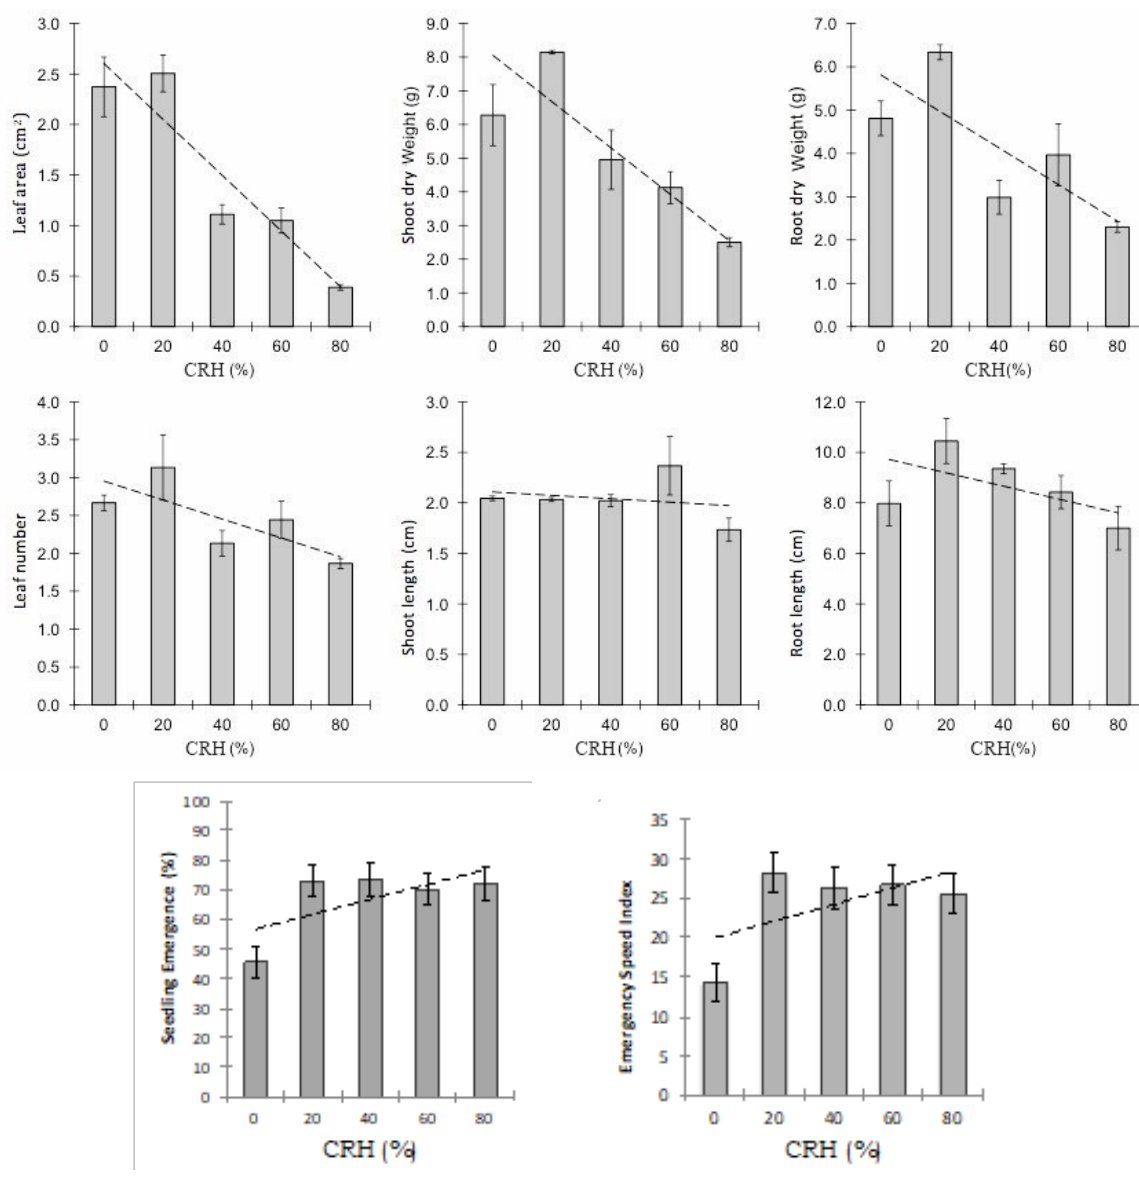 Leaf area (cm²)
3.0
2.5
2.0
1.5
1.0
0.5
0.0
0 20 40 60 80
CRH (%)
Shoot dry Weight (g)
9.0
8.0
7.0
6.0
5.0
4.0
3.0
2.0
1.0
0.0
0 20 40 60 80
CRH (%)
Root dry Weight (g)
7.0
6.0
5.0
4.0
3.0
2.0
1.0
0.0
0 20 40 60 80
CRH(%)
Leaf number
4.0
3.5
3.0
2.5
2.0
1.5
1.0
0.5
0.0
0 20 40 60 80
CRH (%)
Shoot length (cm)
3.0
2.5
2.0
1.5
1.0
0.5
0.0
0 20 40 60 80
CRH (%)
Root length (cm)
12.0
10.0
8.0
6.0
4.0
2.0
0.0
0 20 40 60 80
CRH(%)
Seedling Emergence (%)
100
90
80
70
60
50
40
30
20
10
0
0 20 40 60 80
CRH (%)
Emergency Speed Index
35
30
25
20
15
10
5
0
0 20 40 60 80
CRH (%)